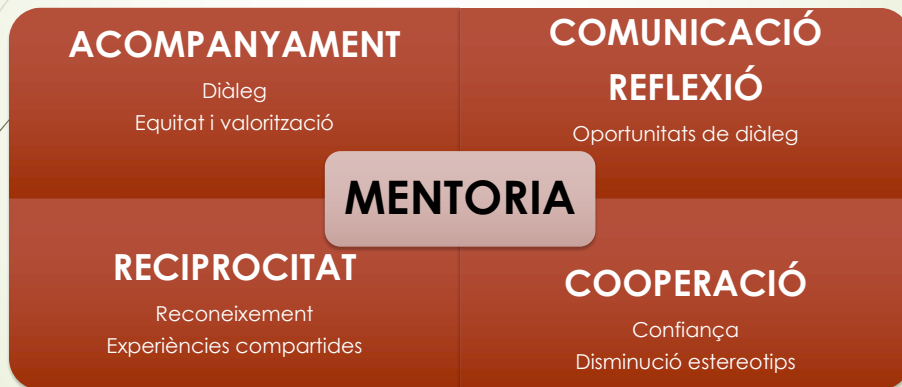 ACOMPANYAMENT
Diàleg
Equitat i valorització
COMUNICACIÓ
REFLEXIÓ
Oportunitats de diàleg
MENTORIA
RECIPROCITAT
Reconeixement
Experiències compartides
COOPERACIÓ
Confiança
Disminució estereotips